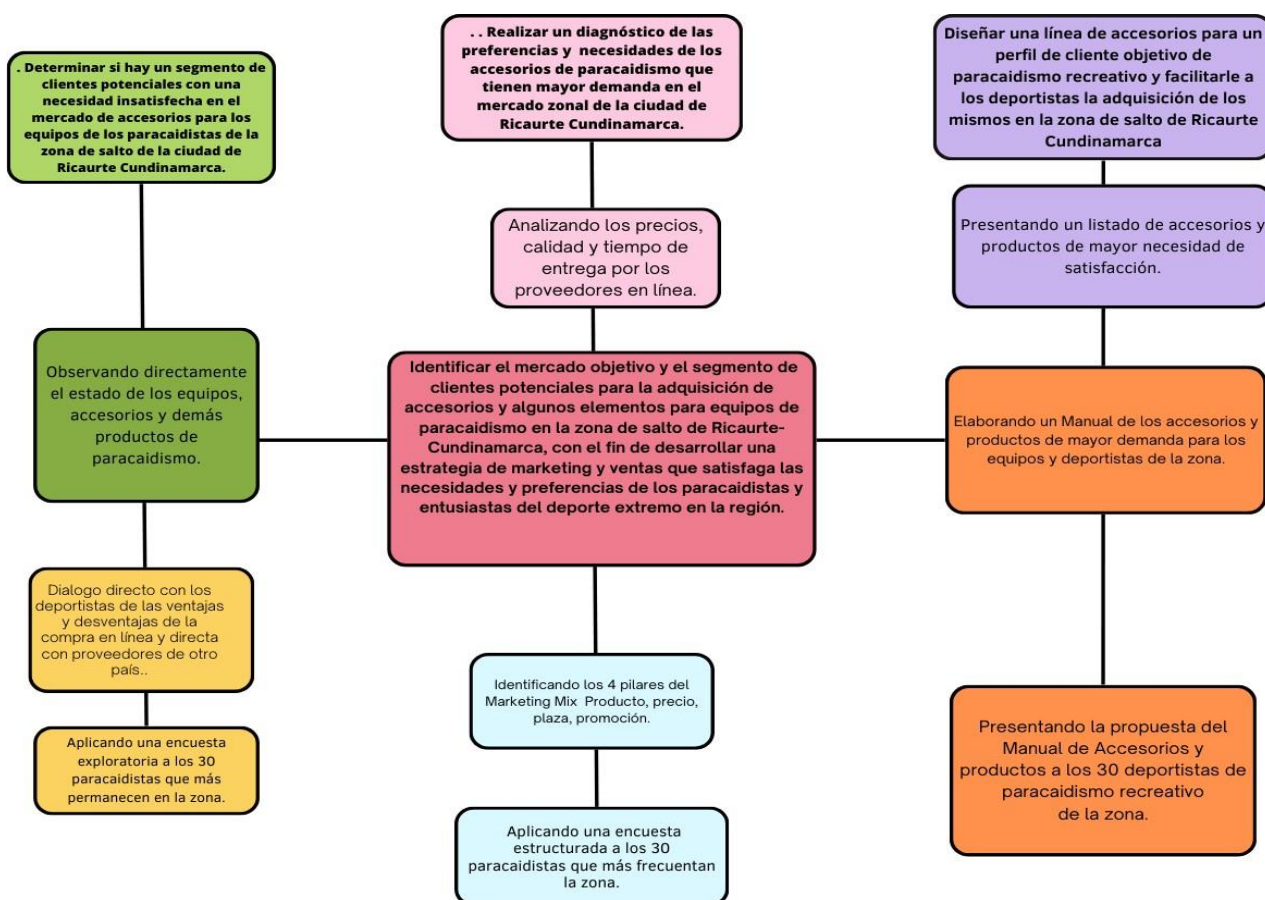 . Determinar si hay un segmento de
clientes potenciales con una
necesidad insatisfecha en el
mercado de accesorios para los
equipos de los paracaidistas de la
zona de salto de la ciudad de
Ricaurte Cundinamarca.
Observando directamente
el estado de los equipos,
accesorios y demás
productos de
paracaidismo.
Dialogo directo con los
deportistas de las ventajas
y desventajas de la
compra en línea y directa
con proveedores de otro
país..
Aplicando una encuesta
exploratoria a los 30
paracaidistas que más
permanecen en la zona.
. . Realizar un diagnóstico de las
preferencias y necesidades de los
accesorios de paracaidismo que
tienen mayor demanda en el
mercado zonal de la ciudad de
Ricaurte Cundinamarca.
Analizando los precios,
calidad y tiempo de
entrega por los
proveedores en línea.
Identificar el mercado objetivo y el segmento de
clientes potenciales para la adquisición de
accesorios y algunos elementos para equipos de
paracaidismo en la zona de salto de Ricaurte-
Cundinamarca, con el fin de desarrollar una
estrategia de marketing y ventas que satisfaga las
necesidades y preferencias de los paracaidistas y
entusiastas del deporte extremo en la región.
Identificando los 4 pilares del
Marketing Mix Producto, precio,
plaza, promoción.
Aplicando una encuesta
estructurada a los 30
paracaidistas que más frecuentan
la zona.
Diseñar una línea de accesorios para un
perfil de cliente objetivo de
paracaidismo recreativo y facilitarle a
los deportistas la adquisición de los
mismos en la zona de salto de Ricaurte
Cundinamarca
Presentando un listado de accesorios y
productos de mayor necesidad de
satisfacción.
Elaborando un Manual de los accesorios y
productos de mayor demanda para los
equipos y deportistas de la zona.
Presentando la propuesta del
Manual de Accesorios y
productos a los 30 deportistas de
paracaidismo recreativo
de la zona.